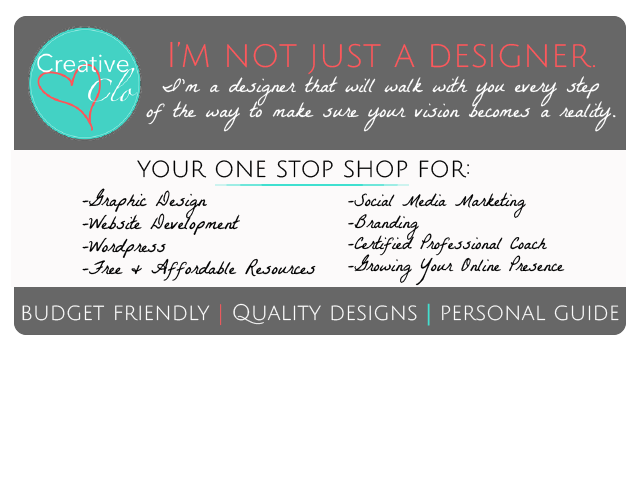 Creative
Clo
I'M NOT JUST A DESIGNER.
I'm a designer that will walk with you every step
of the way to make sure your vision becomes a reality.
YOUR ONE STOP SHOP FOR:
-Graphic Design
-Website Development
-Wordpress
-Free & Affordable Resources
-Social Media Marketing
-Branding
-Certified Professional Coach
-Growing Your Online Presence
BUDGET FRIENDLY | QUALITY DESIGNS | PERSONAL GUIDE